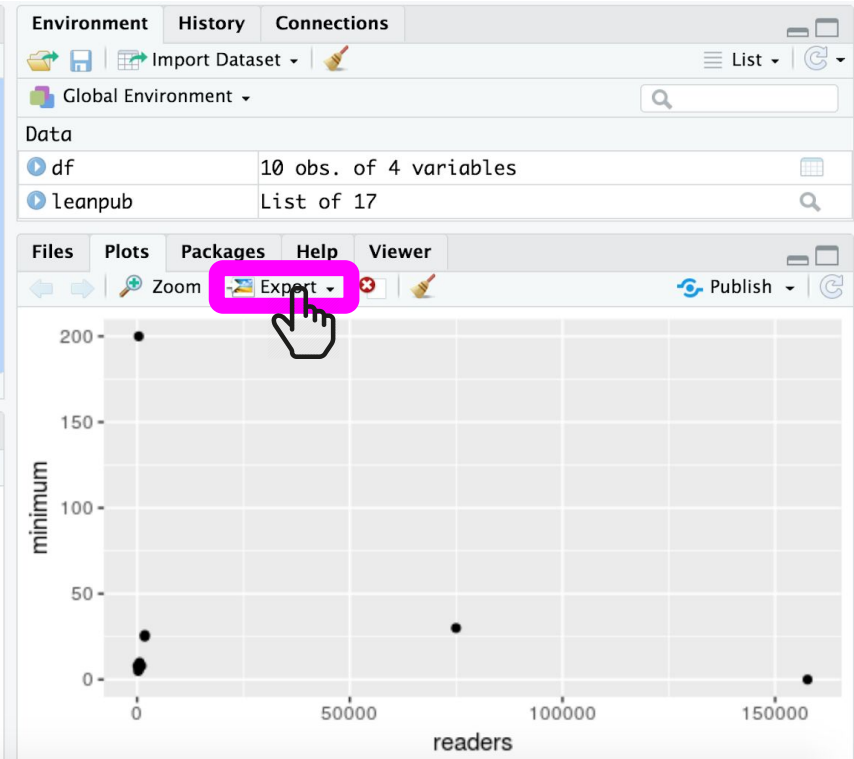 Environment History Connections
Import Dataset List
Global Environment
Data
df 10 obs. of 4 variables
leanpub List of 17
Files Plots Packages Help Viewer
Zoom Export Publish
200
150
100
50
0
minimum
0 50000 100000 150000
readers